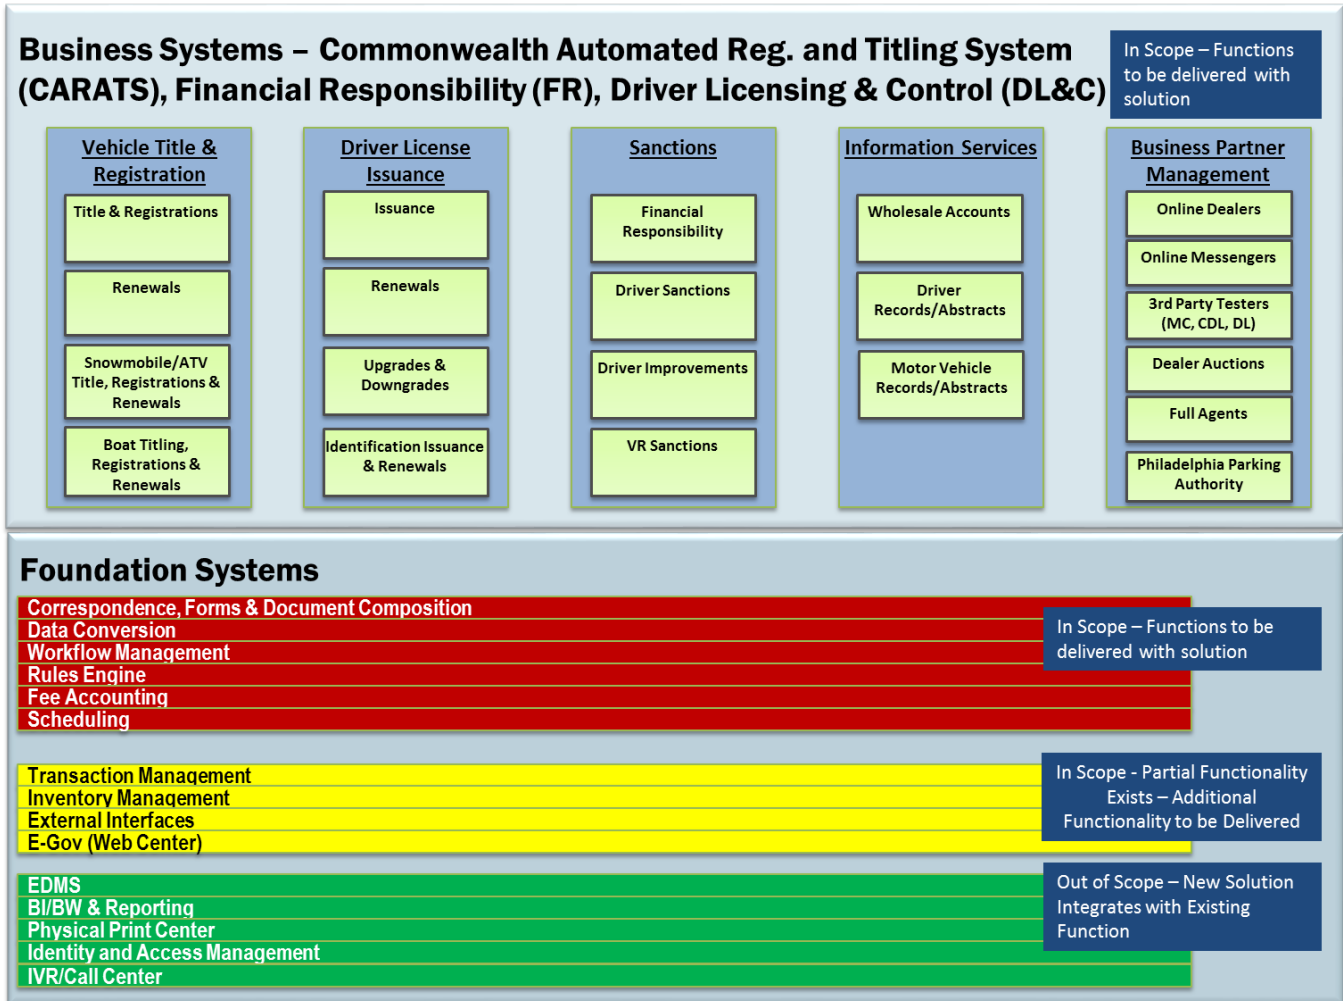 Business Systems – Commonwealth Automated Reg. and Titling System
(CARATS), Financial Responsibility (FR), Driver Licensing & Control (DL&C)
In Scope – Functions
to be delivered with
solution
Vehicle Title &
Registration
Title & Registrations
Renewals
Snowmobile/ATV
Title, Registrations &
Renewals
Boat Titling,
Registrations &
Renewals
Driver License
Issuance
Issuance
Renewals
Upgrades &
Downgrades
Identification Issuance
& Renewals
Sanctions
Financial
Responsibility
Driver Sanctions
Driver Improvements
VR Sanctions
Information Services
Wholesale Accounts
Driver
Records/Abstracts
Motor Vehicle
Records/Abstracts
Business Partner
Management
Online Dealers
Online Messengers
3rd Party Testers
(MC, CDL, DL)
Dealer Auctions
Full Agents
Philadelphia Parking
Authority
Foundation Systems
Correspondence, Forms & Document Composition
Data Conversion
Workflow Management
Rules Engine
Fee Accounting
Scheduling
In Scope – Functions to be
delivered with solution
Transaction Management
Inventory Management
External Interfaces
E-Gov (Web Center)
In Scope - Partial Functionality
Exists – Additional
Functionality to be Delivered
EDMS
BI/BW & Reporting
Physical Print Center
Identity and Access Management
IVR/Call Center
Out of Scope – New Solution
Integrates with Existing
Function